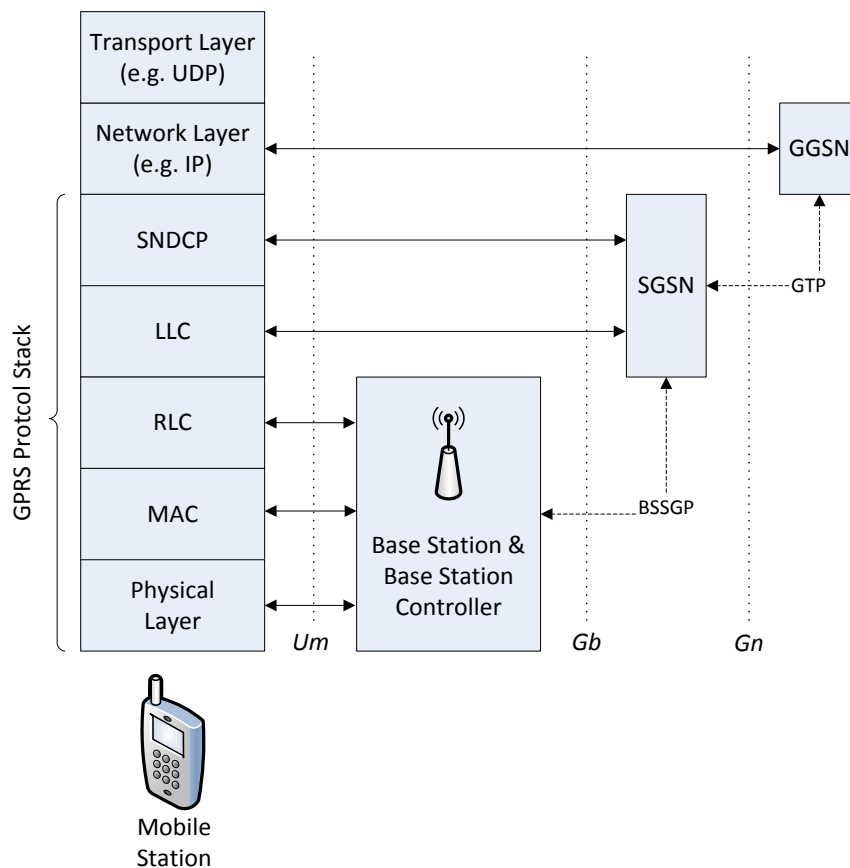 Transport Layer
(e.g. UDP)
Network Layer
(e.g. IP)
GGSN
SNDCP
SGSN
GTP
LLC
GPRS Protcol Stack
RLC
MAC
BSSGP
Base Station &
Base Station
Controller
Physical
Layer
Um
Gb
Gn
Mobile
Station